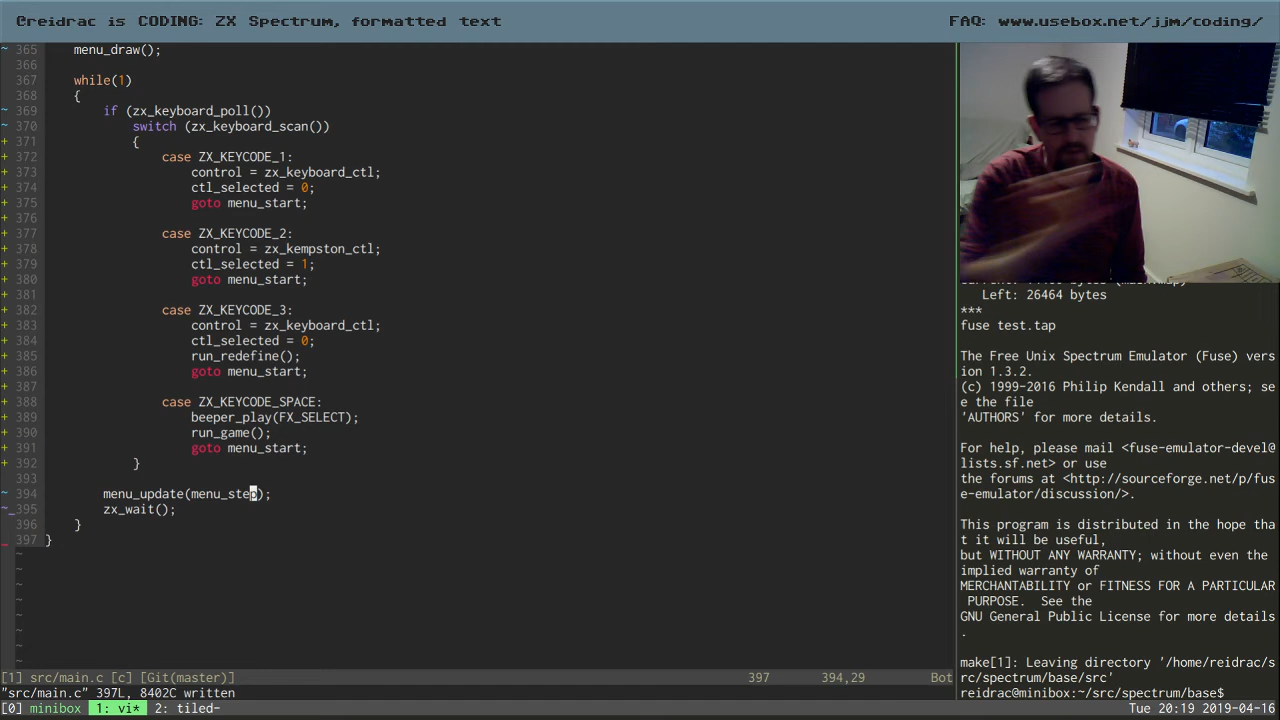 @reidrac is CODING: ZX Spectrum, formatted text
FAQ: www.usebox.net/jjm/coding/
~ 365     menu_draw();
366
367     while(1)
368     {
~ 369         if (zx_keyboard_poll())
~ 370             switch (zx_keyboard_scan())
+ 371             {
+ 372                 case ZX_KEYCODE_1:
+ 373                     control = zx_keyboard_ctl;
+ 374                     ctl_selected = 0;
+ 375                     goto menu_start;
+ 376
+ 377                 case ZX_KEYCODE_2:
+ 378                     control = zx_kempston_ctl;
+ 379                     ctl_selected = 1;
+ 380                     goto menu_start;
+ 381
+ 382                 case ZX_KEYCODE_3:
+ 383                     control = zx_keyboard_ctl;
+ 384                     ctl_selected = 0;
+ 385                     run_redefine();
+ 386                     goto menu_start;
+ 387
+ 388                 case ZX_KEYCODE_SPACE:
+ 389                     beeper_play(FX_SELECT);
+ 390                     run_game();
+ 391                     goto menu_start;
+ 392             }
393
~ 394         menu_update(menu_step);
~_ 395         zx_wait();
396     }
_ 397 }
~
~
~
~
~
~
~
~
[1] src/main.c [c] [Git(master)] 397 394,29 Bot
"src/main.c" 397L, 8402C written
Left: 26464 bytes
***
fuse test.tap
The Free Unix Spectrum Emulator (Fuse) vers
ion 1.3.2.
(c) 1999-2016 Philip Kendall and others; se
e the file
'AUTHORS' for more details.
For help, please mail <fuse-emulator-devel@
lists.sf.net> or use
the forums at <http://sourceforge.net/p/fus
e-emulator/discussion/>.
This program is distributed in the hope tha
t it will be useful,
but WITHOUT ANY WARRANTY; without even the
implied warranty of
MERCHANTABILITY or FITNESS FOR A PARTICULAR
PURPOSE.  See the
GNU General Public License for more details
.
make[1]: Leaving directory '/home/reidrac/s
rc/spectrum/base/src'
reidrac@minibox:~/src/spectrum/base$
[0] minibox 1: vi* 2: tiled-
Tue 20:19 2019-04-16